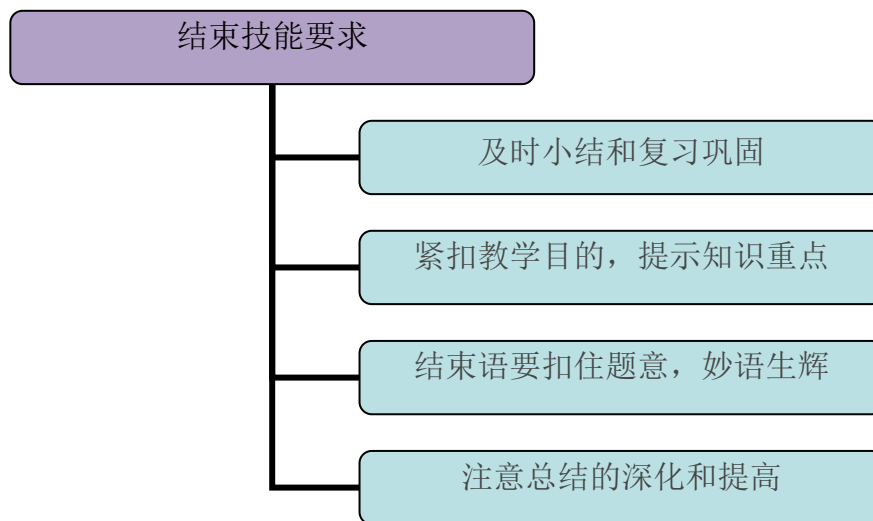 结束技能要求
及时小结和复习巩固
紧扣教学目的，提示知识重点
结束语要扣住题意，妙语生辉
注意总结的深化和提高